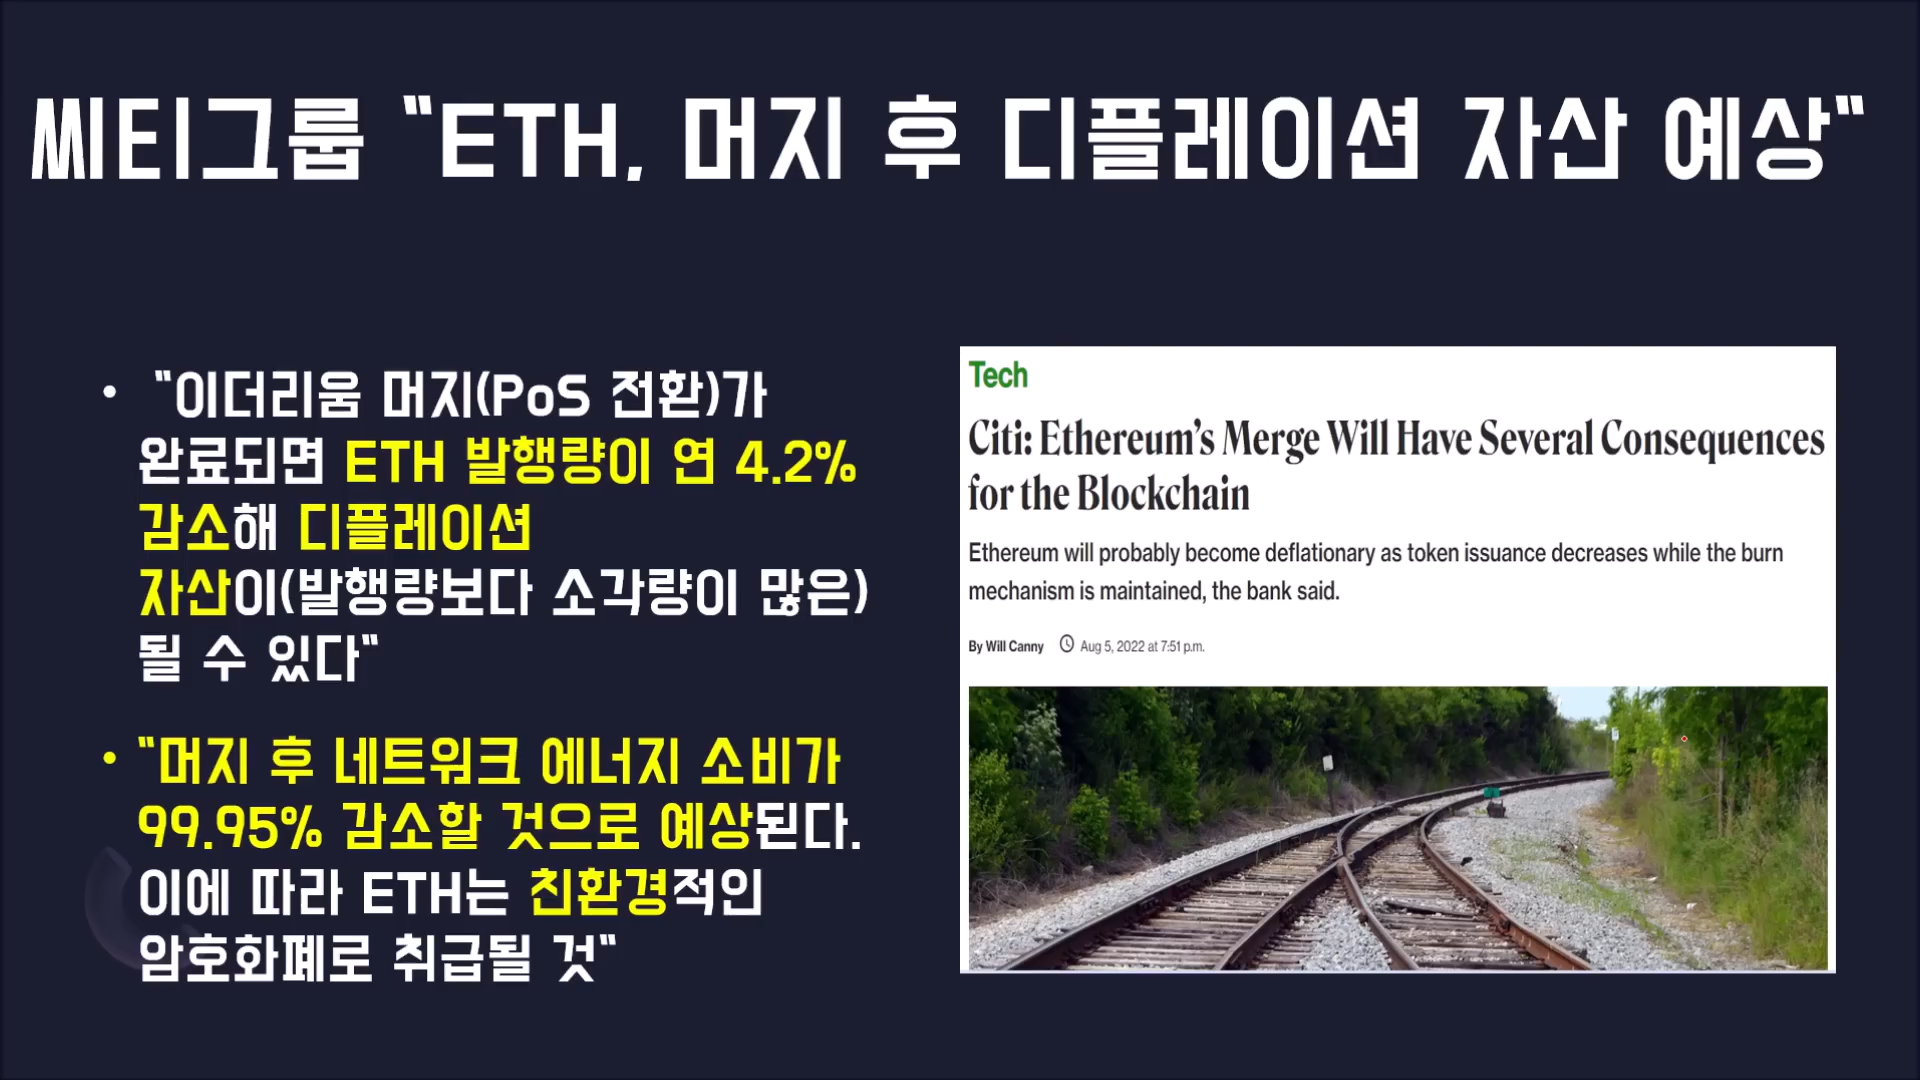 씨티그룹 "ETH, 머지 후 디플레이션 자산 예상"
• "이더리움 머지(PoS 전환)가
완료되면 ETH 발행량이 연 4.2%
감소해 디플레이션
자산이(발행량보다 소각량이 많은)
될 수 있다"
• "머지 후 네트워크 에너지 소비가
99.95% 감소할 것으로 예상된다.
이에 따라 ETH는 친환경적인
암호화폐로 취급될 것"
Tech
Citi: Ethereum's Merge Will Have Several Consequences
for the Blockchain
Ethereum will probably become deflationary as token issuance decreases while the burn
mechanism is maintained, the bank said.
By Will Canny Aug 5, 2022 at 7:51 p.m.